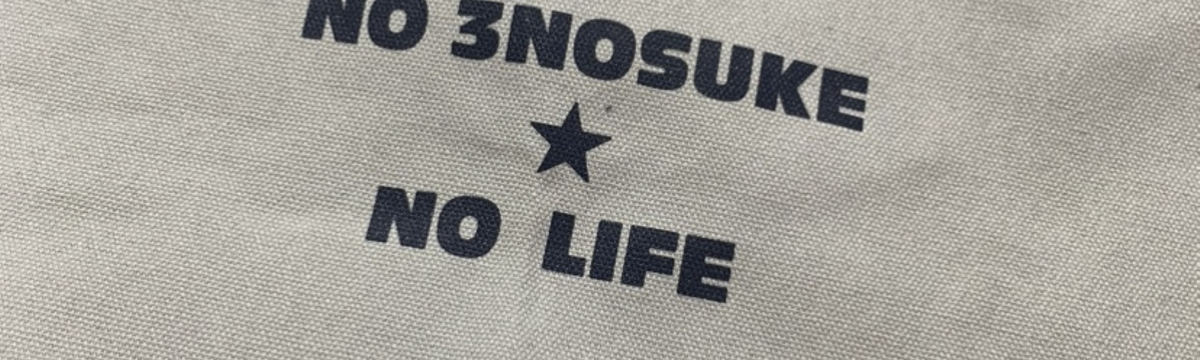 NO 3NOSUKE
★
NO LIFE